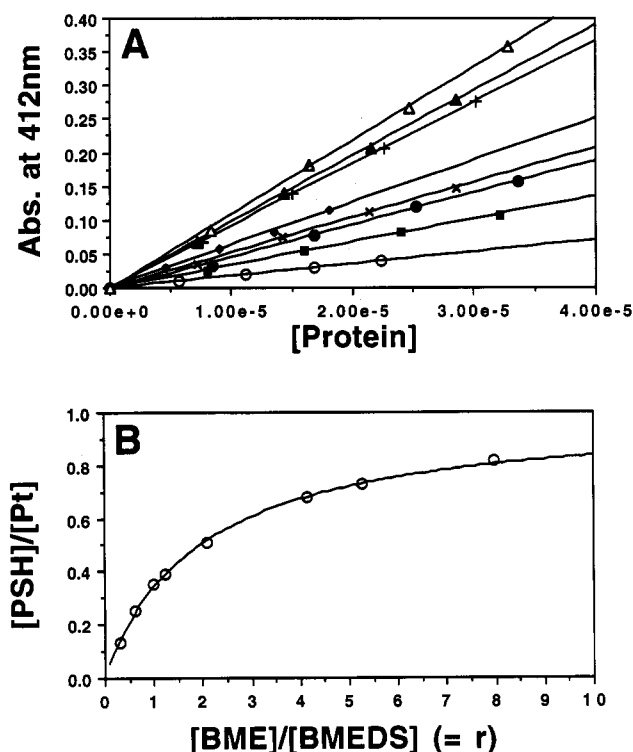 A
Abs. at 412nm
0.40
0.35
0.30
0.25
0.20
0.15
0.10
0.05
0.00
0.00e+0 1.00e-5 2.00e-5 3.00e-5 4.00e-5
[Protein]
B
[PSH]/[Pt]
1.0
0.8
0.6
0.4
0.2
0.0
0 1 2 3 4 5 6 7 8 9 10
[BME]/[BMEDS] (= r)